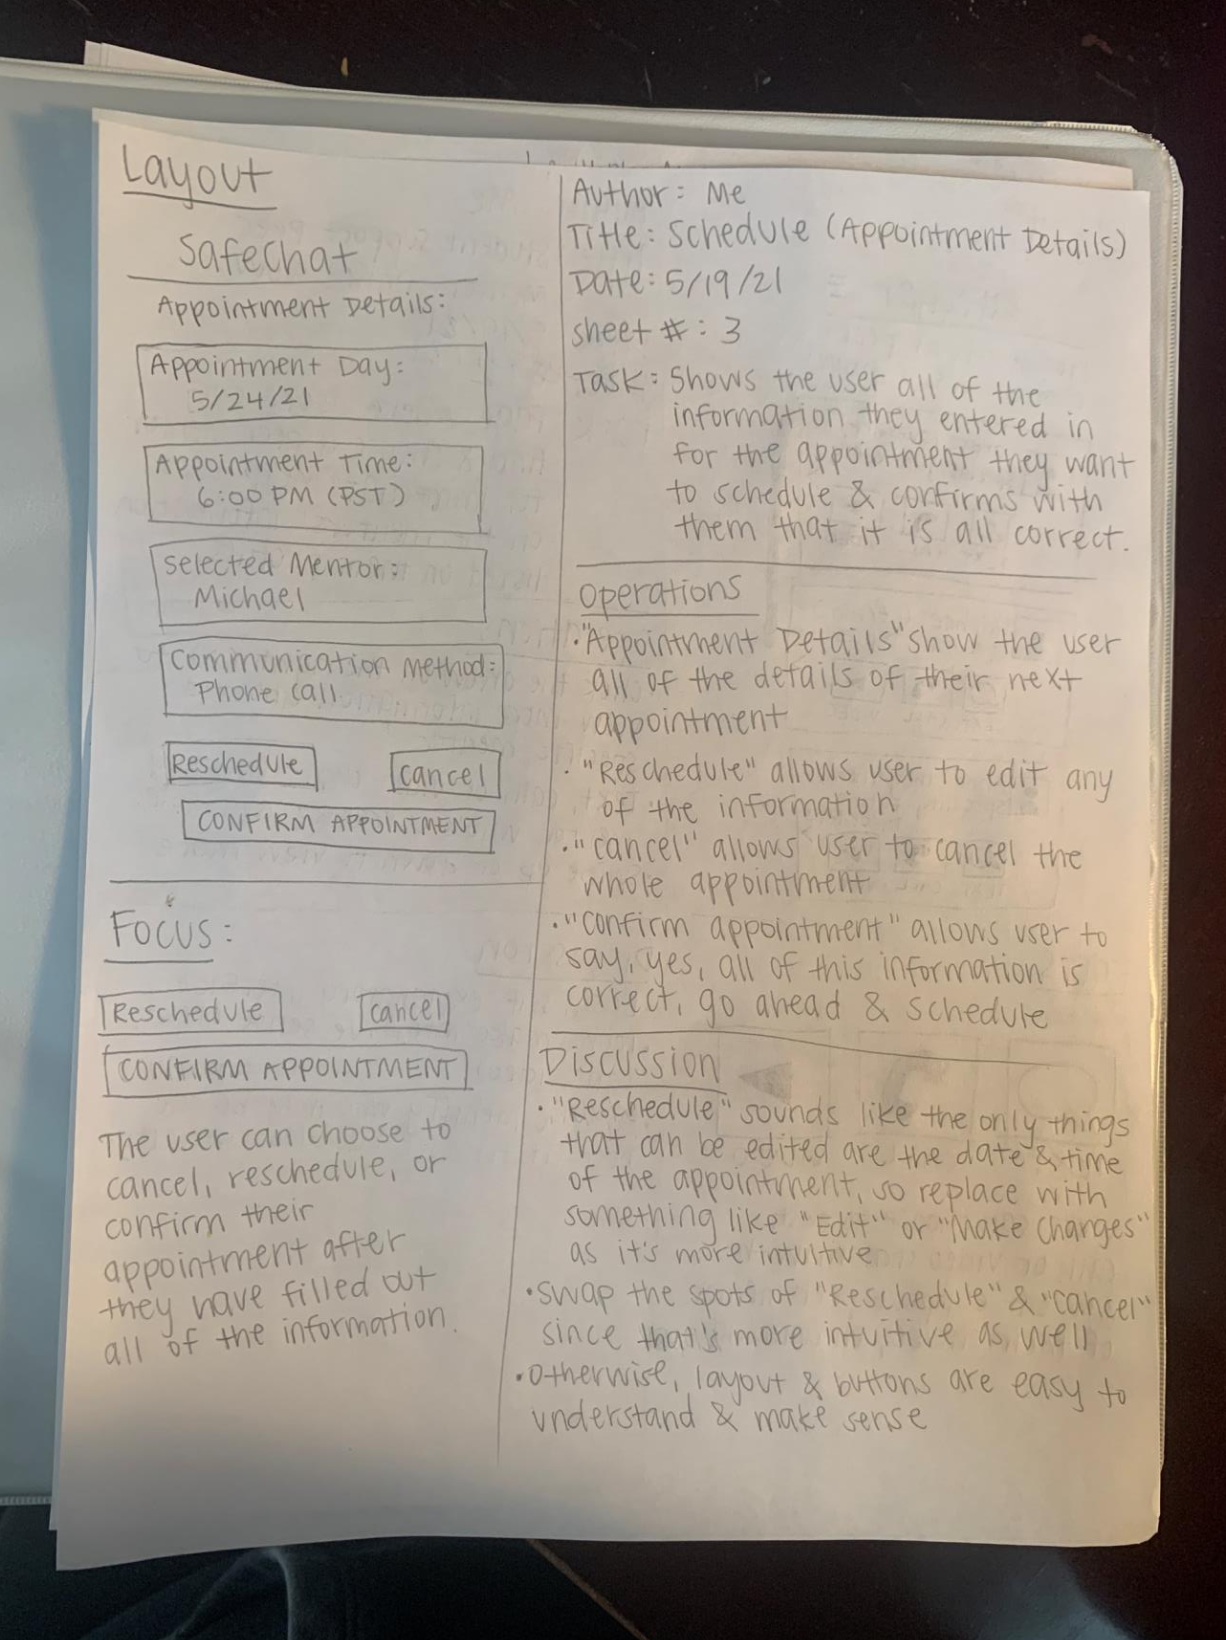 Layout
SafeChat
Appointment Details:
Appointment Day:
5/24/21
Appointment Time:
6:00 PM (PST)
Selected Mentor:
Michael
Communication Method:
Phone call
Reschedule
Cancel
CONFIRM APPOINTMENT
Focus:
Reschedule
Cancel
CONFIRM APPOINTMENT
The user can choose to
cancel, reschedule, or
confirm their
appointment after
they have filled out
all of the information.
Author: Me
Title: Schedule (Appointment Details)
Date: 5/19/21
Sheet #: 3
Task: Shows the user all of the
information they entered in
for the appointment they want
to schedule & confirms with
them that it is all correct.
Operations
• "Appointment Details" show the user
all of the details of their next
appointment
• "Reschedule" allows user to edit any
of the information
• "Cancel" allows user to cancel the
whole appointment
• "Confirm appointment" allows user to
say, yes, all of this information is
correct, go ahead & schedule
Discussion
• "Reschedule" sounds like the only things
that can be edited are the date & time
of the appointment, so replace with
something like "Edit" or "Make Changes"
as it's more intuitive
• Swap the spots of "Reschedule" & "Cancel"
since that's more intuitive as well
• Otherwise, layout & buttons are easy to
understand & make sense